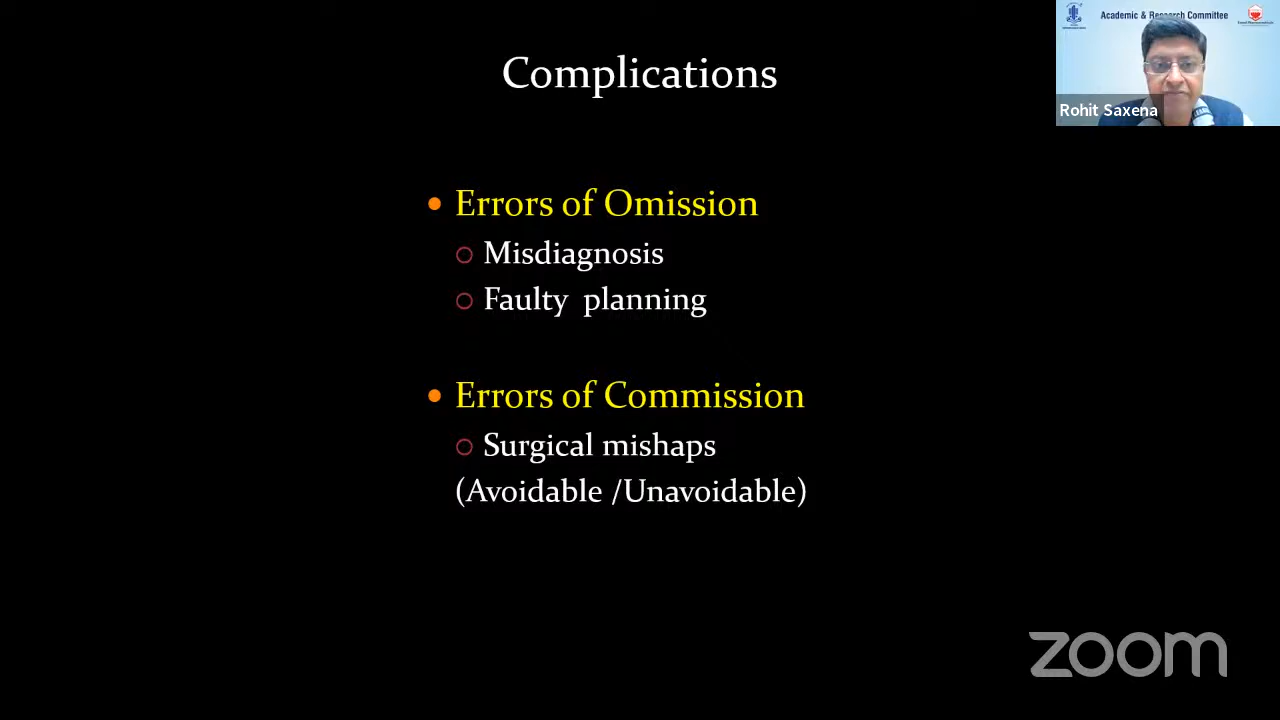 Academic & Research Committee
Rohit Saxena
Complications
Errors of Omission
Misdiagnosis
Faulty planning
Errors of Commission
Surgical mishaps
(Avoidable /Unavoidable)
zoom